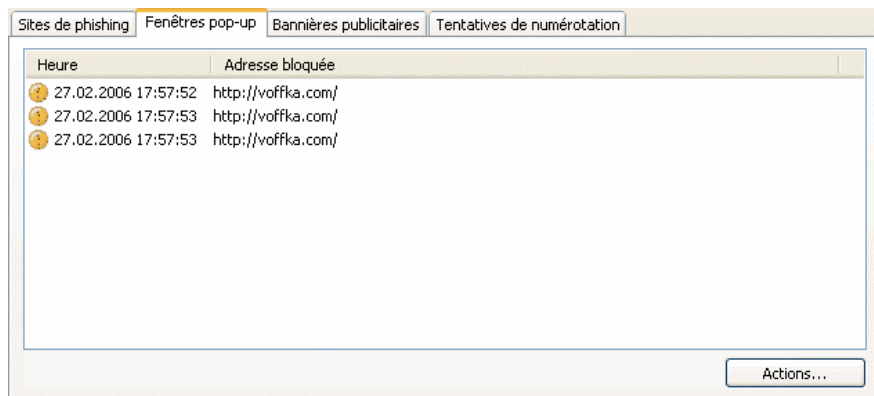 Sites de phishing Fenêtres pop-up Bannières publicitaires Tentatives de numérotation
Heure Adresse bloquée
27.02.2006 17:57:52 http://voffka.com/
27.02.2006 17:57:53 http://voffka.com/
27.02.2006 17:57:53 http://voffka.com/
Actions...